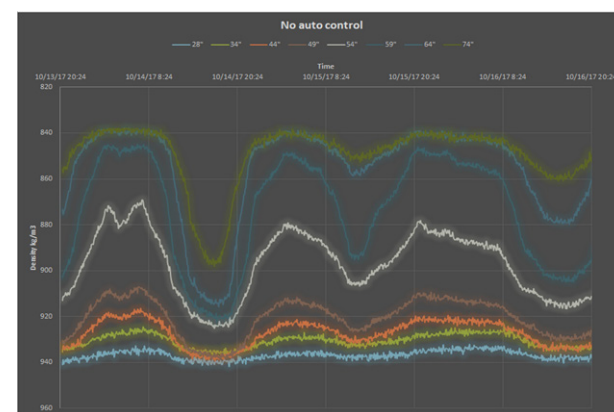 No auto control
28" 34" 44" 49" 54" 59" 64" 74"
Time
10/13/17 20:24 10/14/17 8:24 10/14/17 20:24 10/15/17 8:24 10/15/17 20:24 10/16/17 8:24 10/16/17 20:24
820
840
860
880
900
920
940
960
Density kg/m3